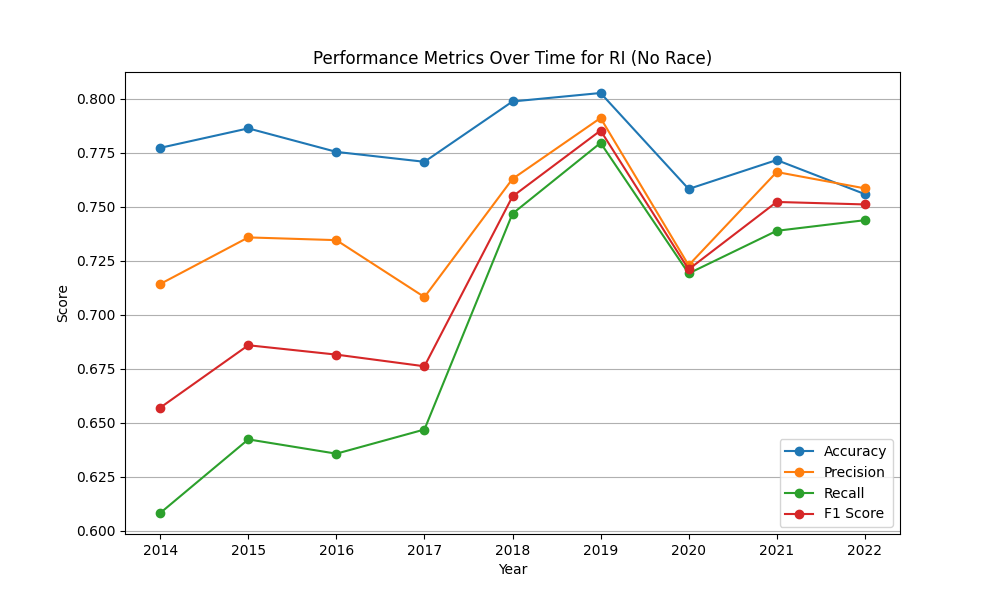 Performance Metrics Over Time for RI (No Race)
0.800
0.775
0.750
0.725
0.700
0.675
0.650
0.625
0.600
Score
Accuracy
Precision
Recall
F1 Score
2014 2015 2016 2017 2018 2019 2020 2021 2022
Year